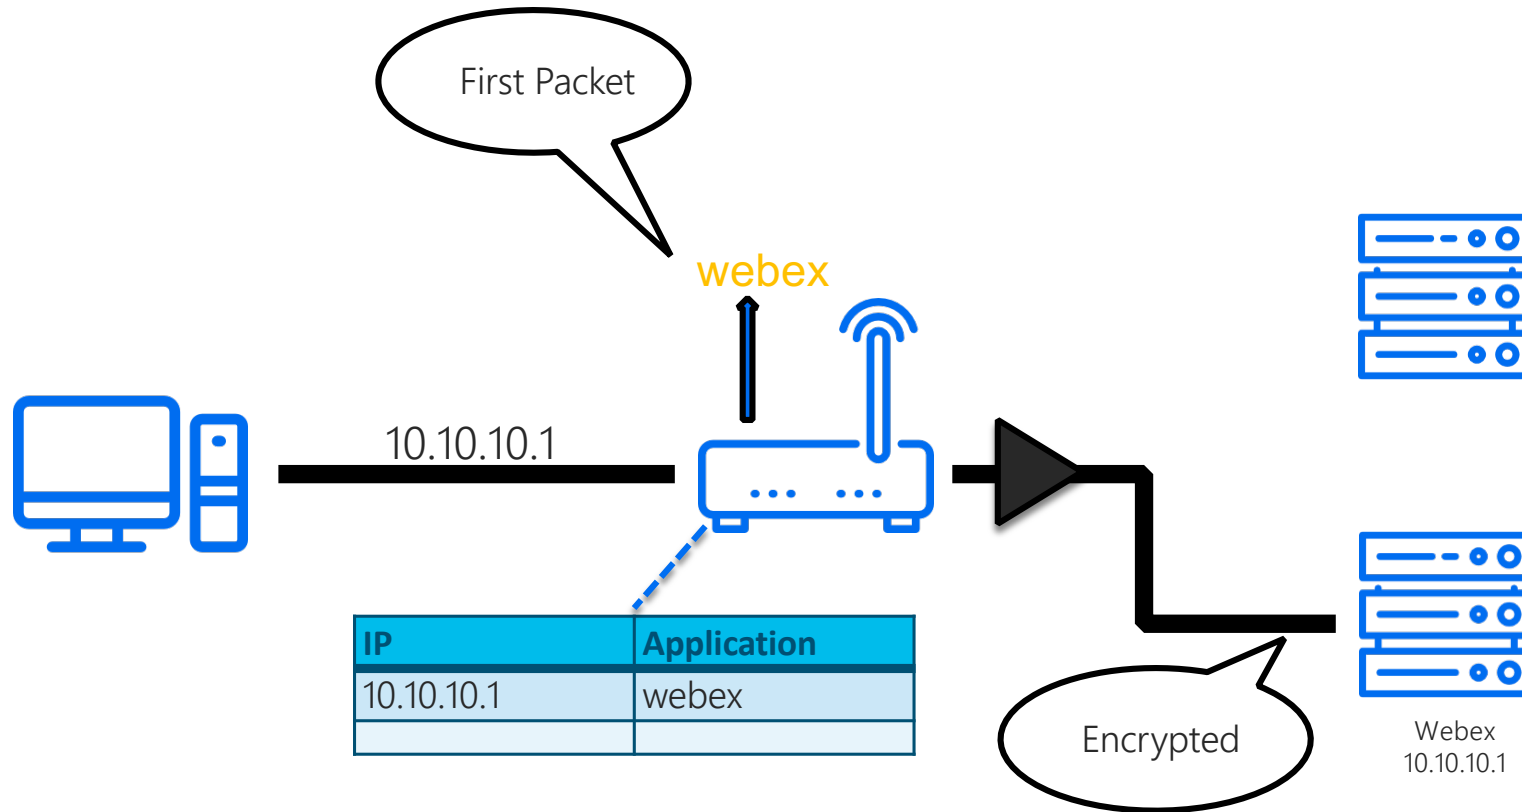 First Packet
webex
10.10.10.1
IP Application
10.10.10.1 webex
Encrypted
Webex
10.10.10.1